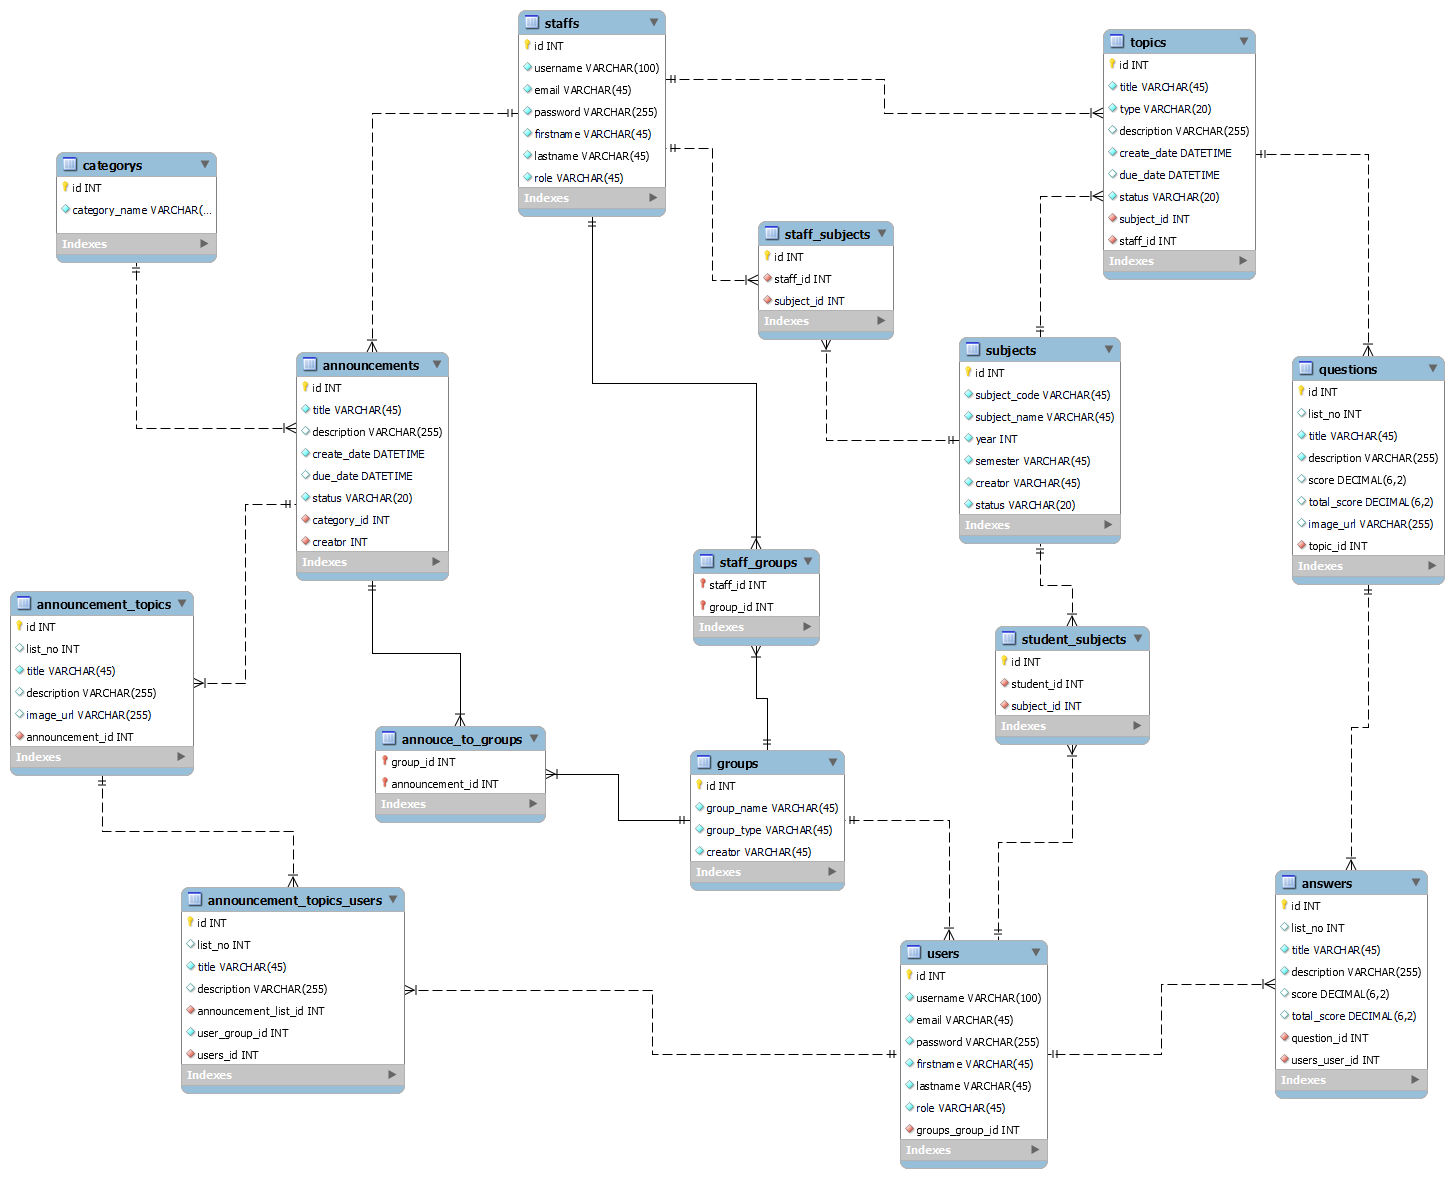 staffs
id INT
username VARCHAR(100)
email VARCHAR(45)
password VARCHAR(255)
firstname VARCHAR(45)
lastname VARCHAR(45)
role VARCHAR(45)
Indexes
topics
id INT
title VARCHAR(45)
type VARCHAR(20)
description VARCHAR(255)
create_date DATETIME
due_date DATETIME
status VARCHAR(20)
subject_id INT
staff_id INT
Indexes
categorys
id INT
category_name VARCHAR(...
Indexes
staff_subjects
id INT
staff_id INT
subject_id INT
Indexes
subjects
id INT
subject_code VARCHAR(45)
subject_name VARCHAR(45)
year INT
semester VARCHAR(45)
creator VARCHAR(45)
status VARCHAR(20)
Indexes
announcements
id INT
title VARCHAR(45)
description VARCHAR(255)
create_date DATETIME
due_date DATETIME
status VARCHAR(20)
category_id INT
creator INT
Indexes
questions
id INT
list_no INT
title VARCHAR(45)
description VARCHAR(255)
score DECIMAL(6,2)
total_score DECIMAL(6,2)
image_url VARCHAR(255)
topic_id INT
Indexes
staff_groups
staff_id INT
group_id INT
Indexes
announcement_topics
id INT
list_no INT
title VARCHAR(45)
description VARCHAR(255)
image_url VARCHAR(255)
announcement_id INT
Indexes
student_subjects
id INT
student_id INT
subject_id INT
Indexes
annouce_to_groups
group_id INT
announcement_id INT
Indexes
groups
id INT
group_name VARCHAR(45)
group_type VARCHAR(45)
creator VARCHAR(45)
Indexes
announcement_topics_users
id INT
list_no INT
title VARCHAR(45)
description VARCHAR(255)
announcement_list_id INT
user_group_id INT
users_id INT
Indexes
users
id INT
username VARCHAR(100)
email VARCHAR(45)
password VARCHAR(255)
firstname VARCHAR(45)
lastname VARCHAR(45)
role VARCHAR(45)
groups_group_id INT
Indexes
answers
id INT
list_no INT
title VARCHAR(45)
description VARCHAR(255)
score DECIMAL(6,2)
total_score DECIMAL(6,2)
question_id INT
users_user_id INT
Indexes